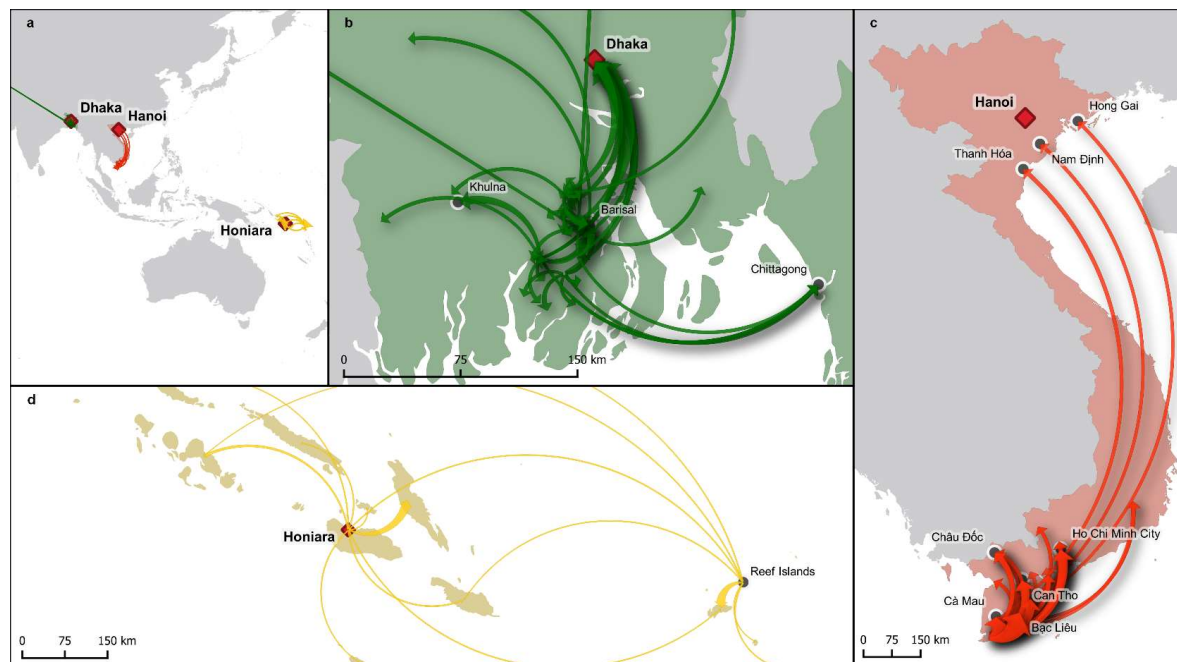 a
Dhaka
Hanoi
Honiara
b
Dhaka
Khulna
Barisal
Chittagong
0
75
150 km
c
Hanoi
Hong Gai
Thanh Hóa
Nam Định
Châu Đốc
Ho Chi Minh City
Cà Mau
Can Tho
Bạc Liêu
0 75 150 km
d
Honiara
Reef Islands
0 75 150 km